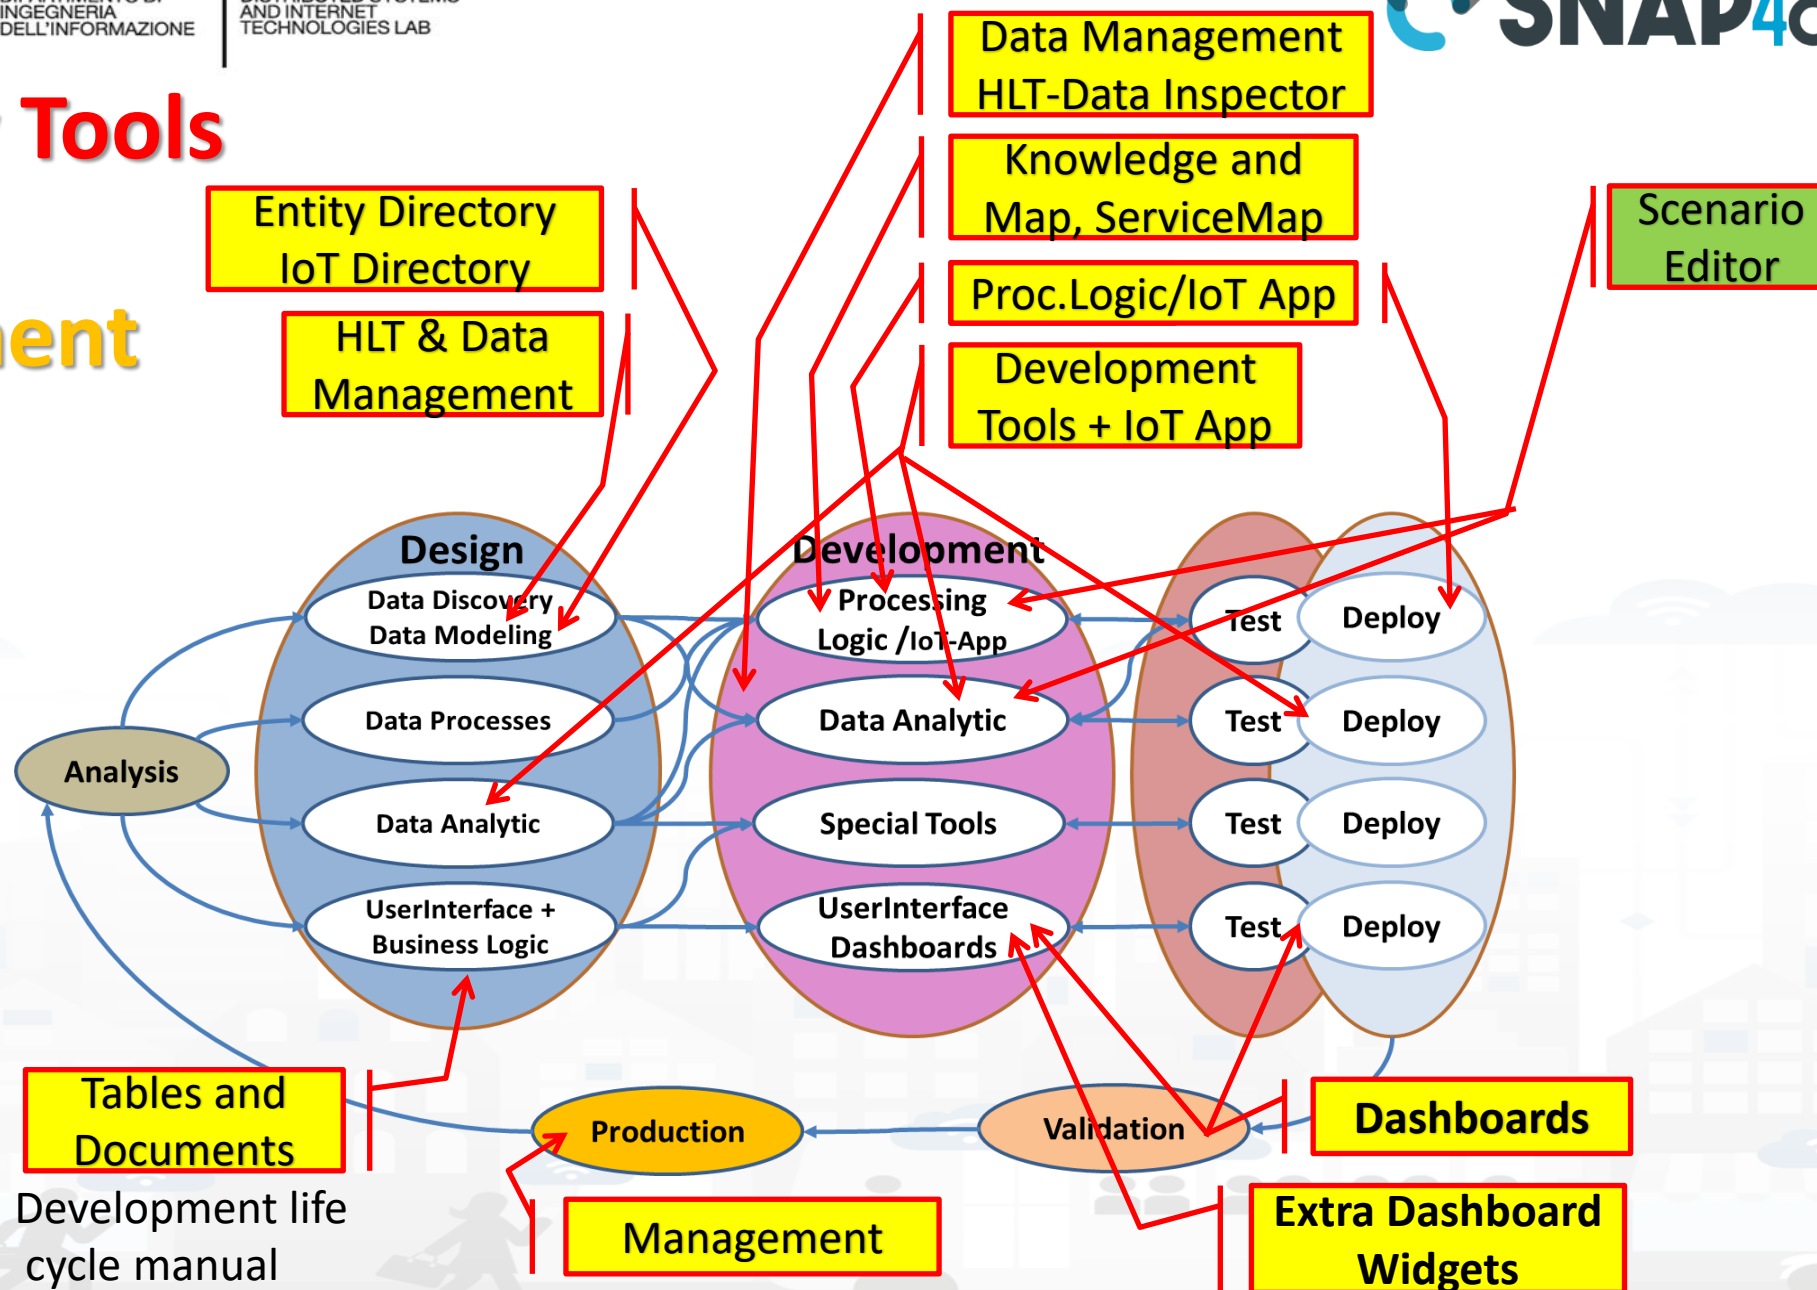 INGEGNERIA
DELL'INFORMAZIONE
AND INTERNET
TECHNOLOGIES LAB
SNAP4
Tools
Data Management
HLT-Data Inspector
Knowledge and
Map, ServiceMap
Entity Directory
IoT Directory
Scenario
Editor
Proc.Logic/IoT App
HLT & Data
Management
Development
Tools + IoT App
Design
Data Discovery
Data Modeling
Data Processes
Data Analytic
UserInterface +
Business Logic
Development
Processing
Logic /IoT-App
Data Analytic
Special Tools
UserInterface
Dashboards
Test
Deploy
Test
Deploy
Test
Deploy
Test
Deploy
Analysis
Tables and
Documents
Development life
cycle manual
Production
Management
Validation
Dashboards
Extra Dashboard
Widgets